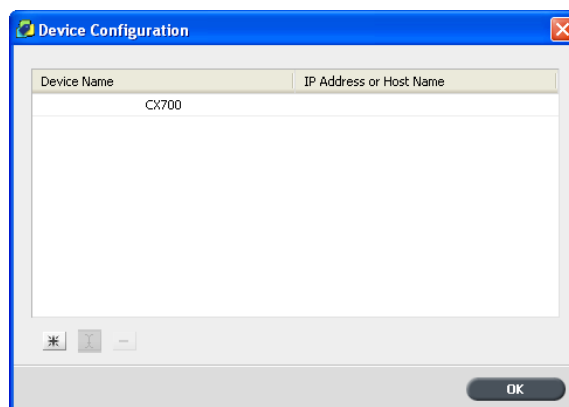 Device Configuration
Device Name IP Address or Host Name
CX700
OK